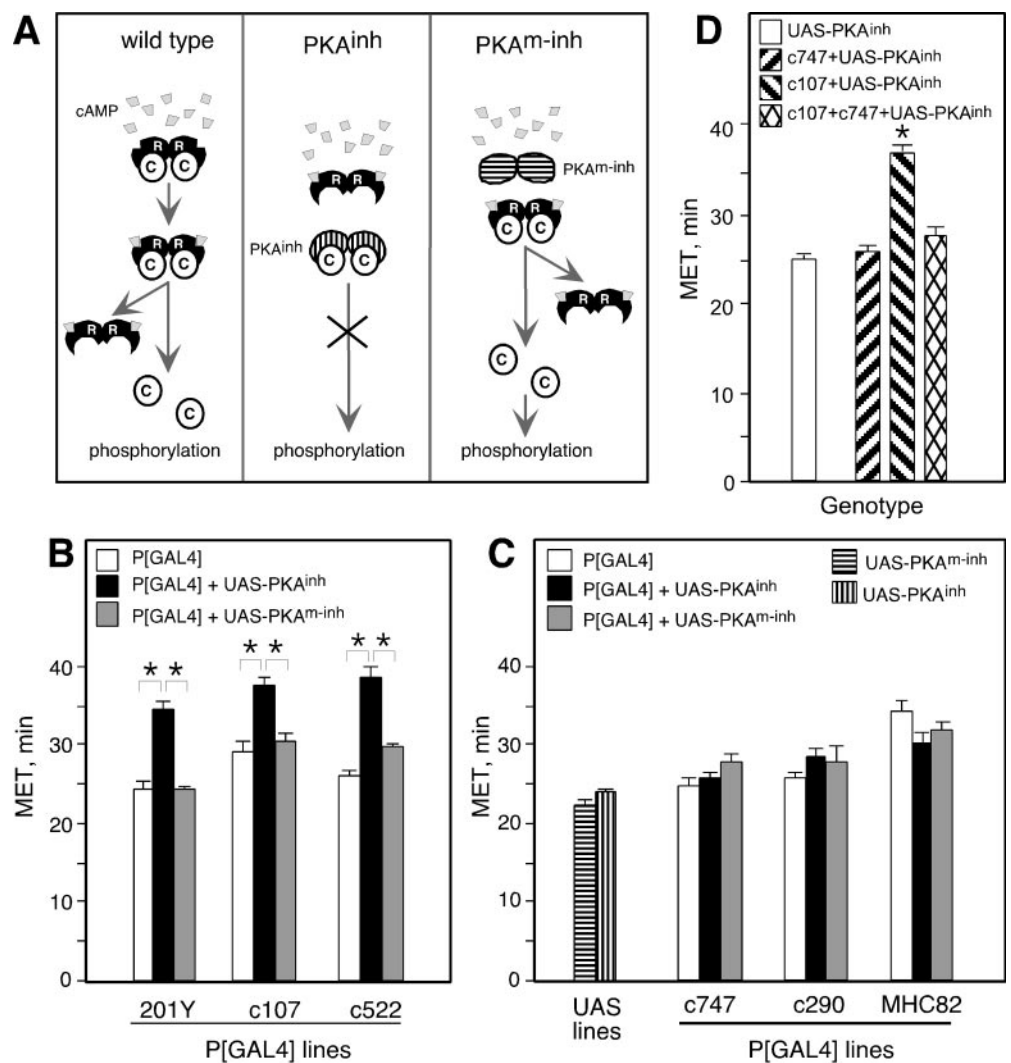 A
wild type
PKAinh
PKAm-inh
cAMP
R R
C C
R R
C C
R R
C
C
phosphorylation
R R
PKAinh
C C
phosphorylation
PKAm-inh
R R
C C
R R
C
C
phosphorylation
D
UAS-PKAinh
c747+UAS-PKAinh
c107+UAS-PKAinh
c107+c747+UAS-PKAinh
MET, min
40
30
20
10
0
*
Genotype
B
P[GAL4]
P[GAL4] + UAS-PKAinh
P[GAL4] + UAS-PKAm-inh
MET, min
40
30
20
10
0
* *
* *
* *
201Y c107 c522
P[GAL4] lines
C
P[GAL4]
P[GAL4] + UAS-PKAinh
P[GAL4] + UAS-PKAm-inh
UAS-PKAm-inh
UAS-PKAinh
MET, min
40
30
20
10
0
UAS lines
c747 c290 MHC82
P[GAL4] lines